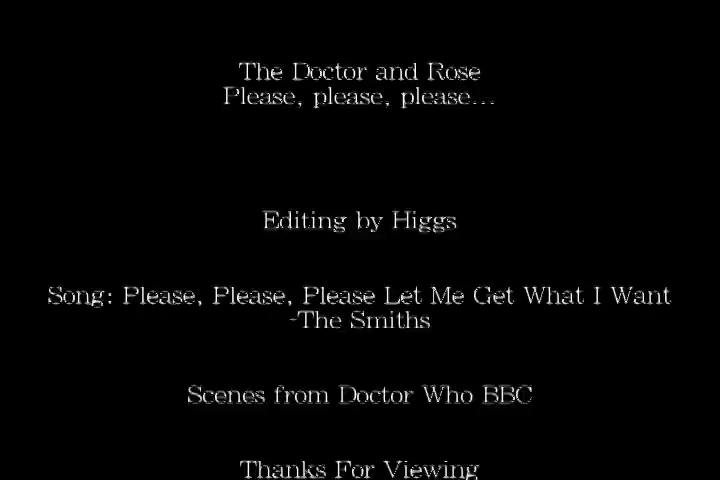 The Doctor and Rose
Please, please, please...
Editing by Higgs
Song: Please, Please, Please Let Me Get What I Want
-The Smiths
Scenes from Doctor Who BBC
Thanks For Viewing